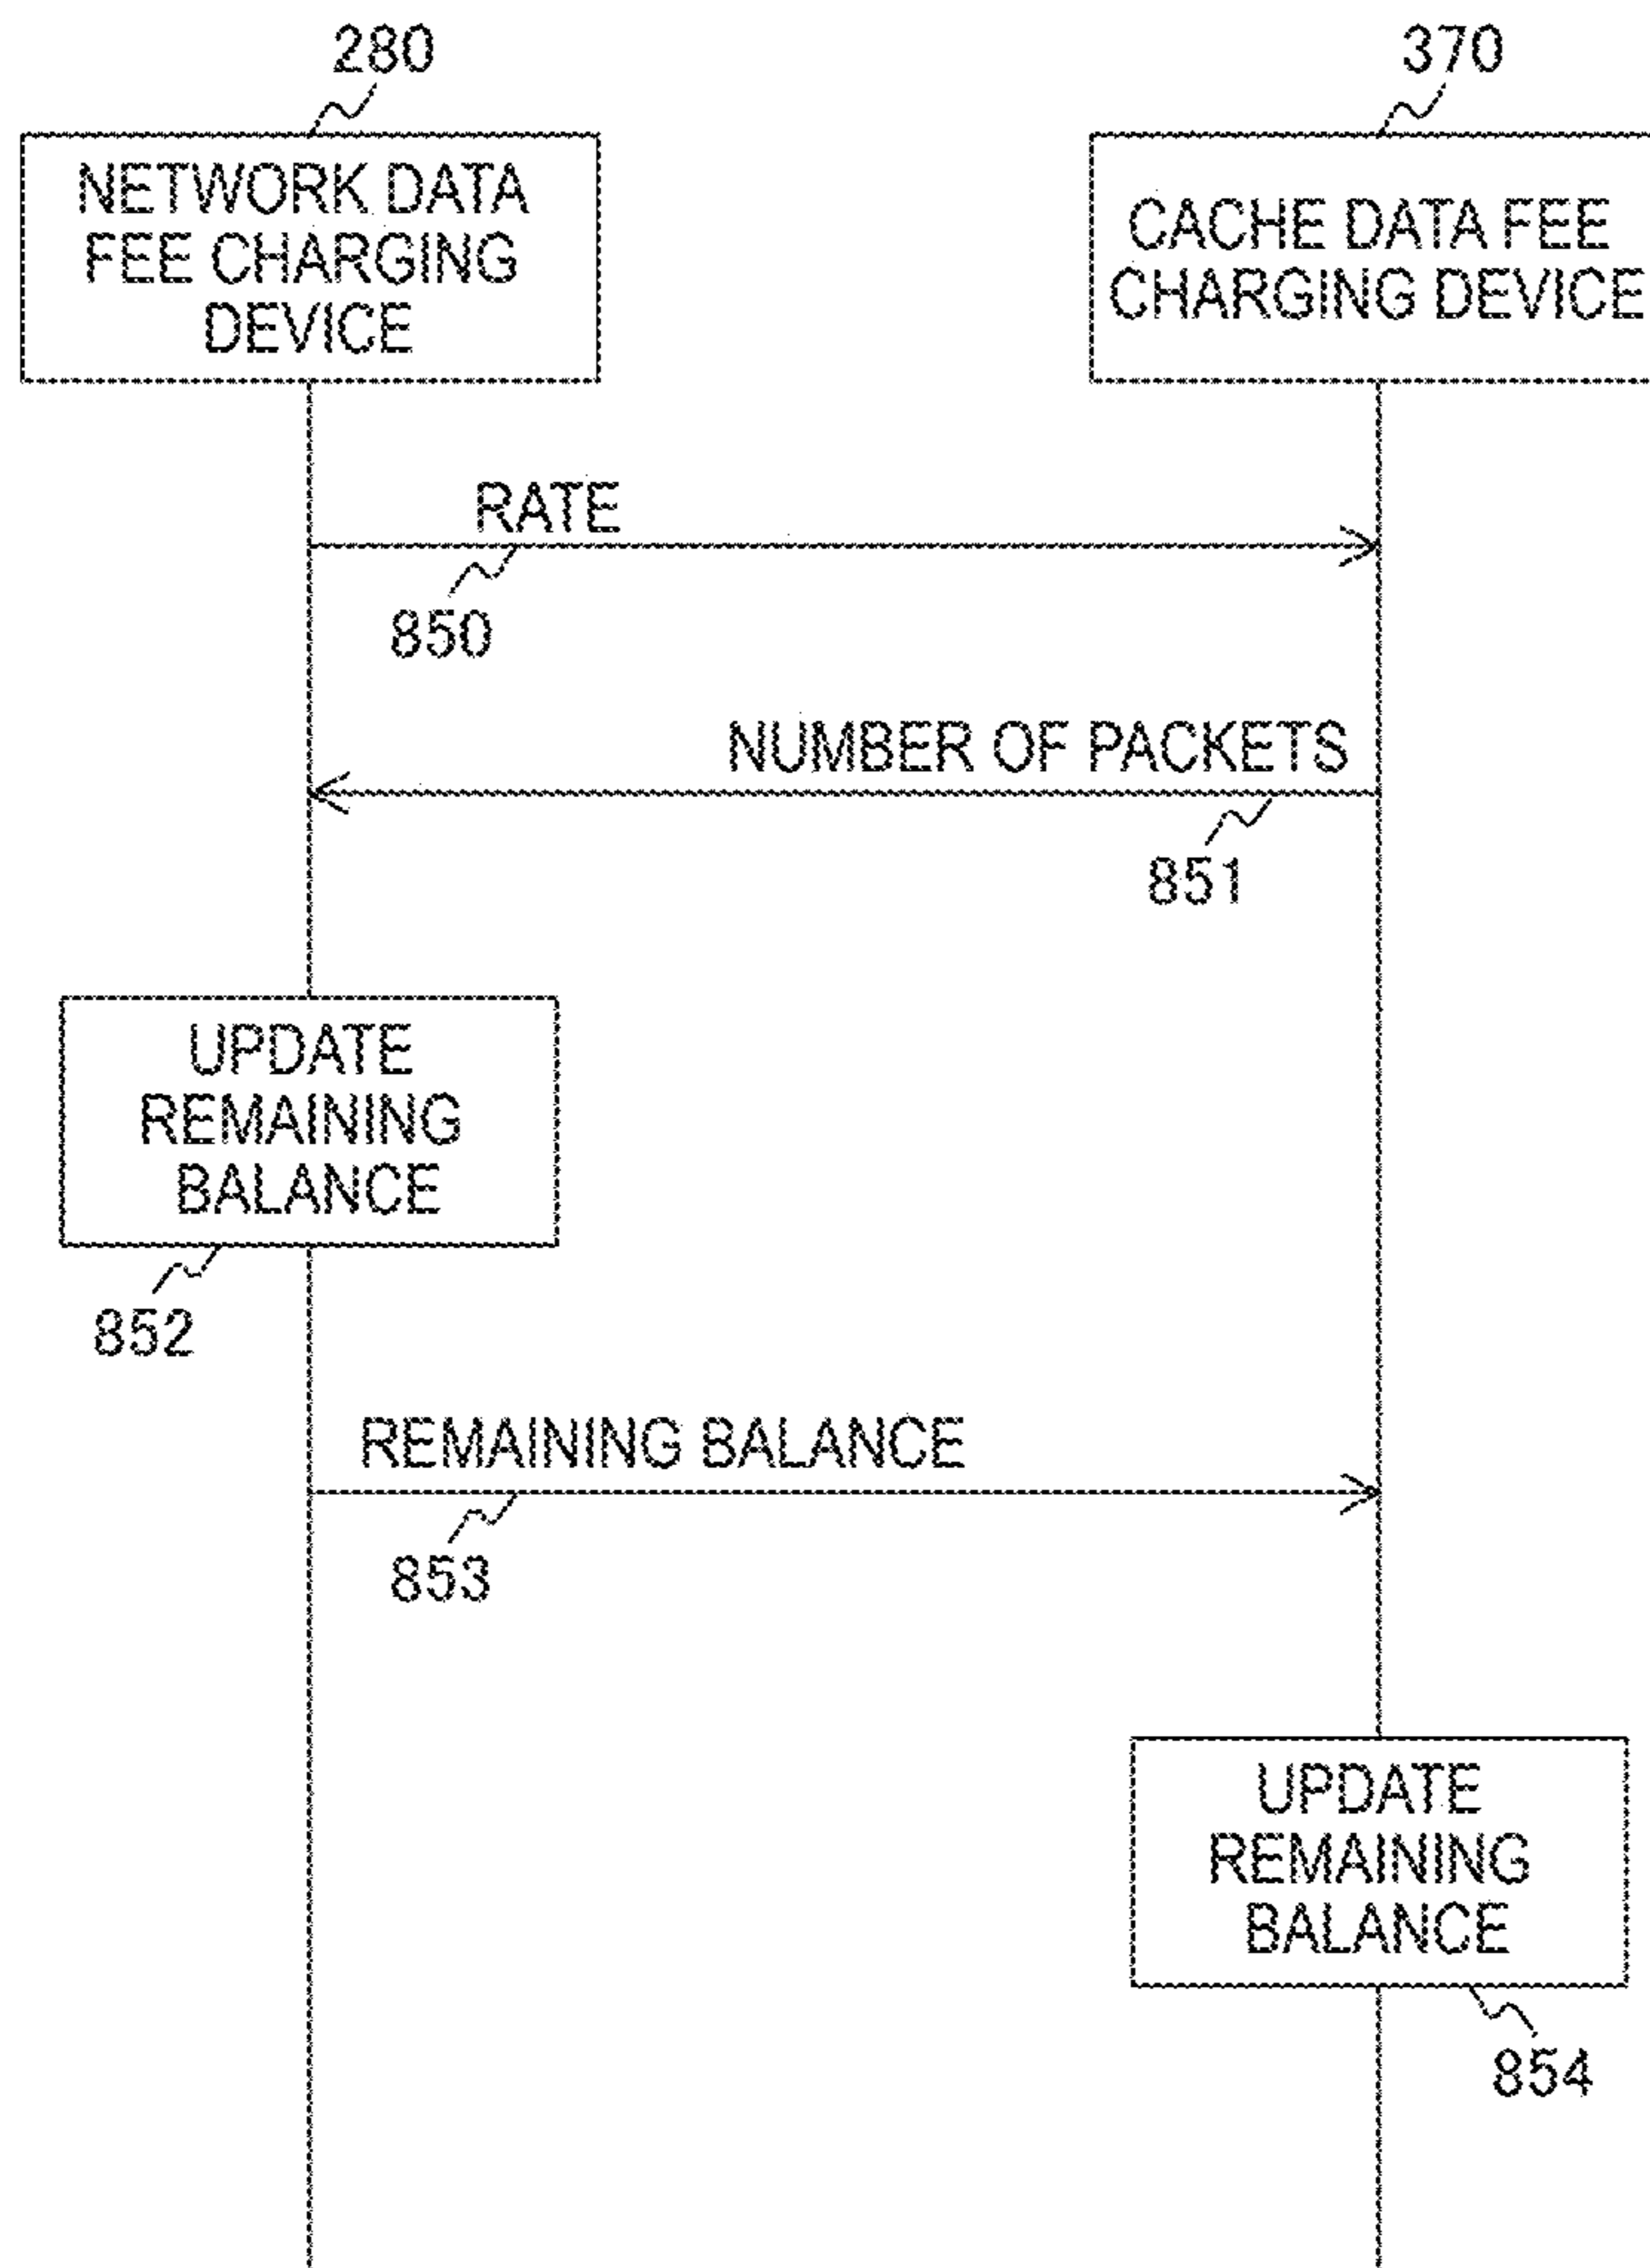 280
370
NETWORK DATA
FEE CHARGING
DEVICE
CACHE DATA FEE
CHARGING DEVICE
RATE
850
NUMBER OF PACKETS
851
UPDATE
REMAINING
BALANCE
852
REMAINING BALANCE
853
UPDATE
REMAINING
BALANCE
854